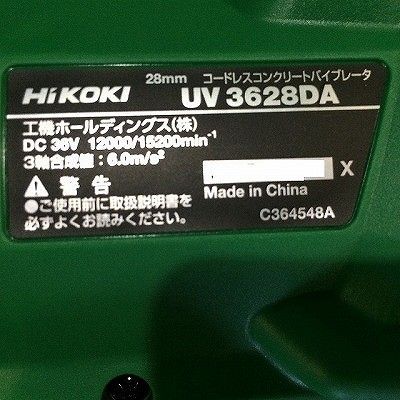 28mm コードレスコンクリートバイブレータ
HiKOKI UV 3628DA
工機ホールディングス(株)
DC 36V 12000/15200min⁻¹
3軸合成値：6.0m/s²
X
警告
Made in China
●ご使用前に取扱説明書を
必ずよくお読みください。
C364548A